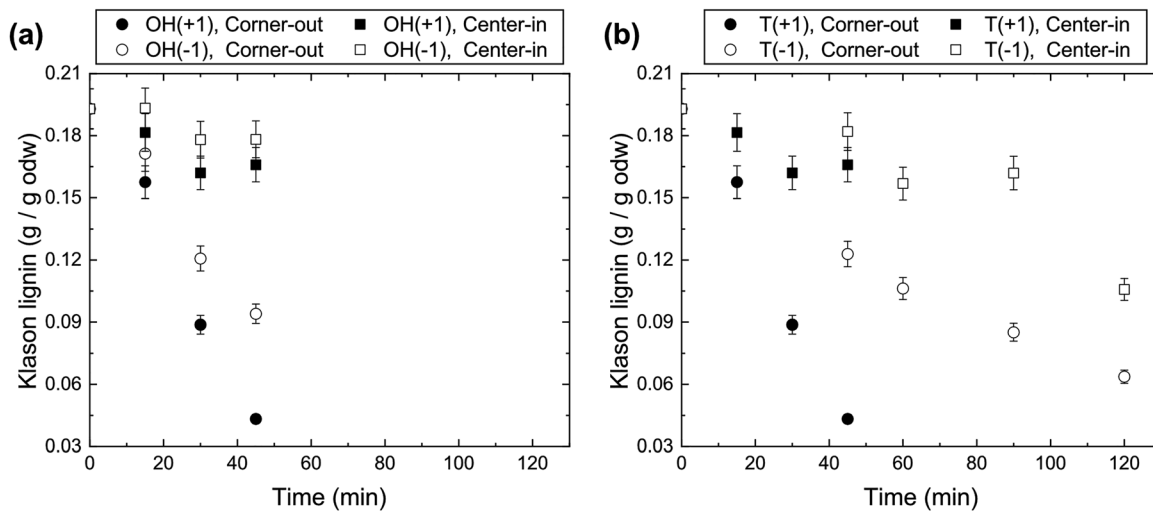 (a)
OH(+1), Corner-out OH(+1), Center-in
OH(-1), Corner-out OH(-1), Center-in
Klason lignin (g / g odw)
0.21
0.18
0.15
0.12
0.09
0.06
0.03
0 20 40 60 80 100 120
Time (min)
(b)
T(+1), Corner-out T(+1), Center-in
T(-1), Corner-out T(-1), Center-in
Klason lignin (g / g odw)
0.21
0.18
0.15
0.12
0.09
0.06
0.03
0 20 40 60 80 100 120
Time (min)